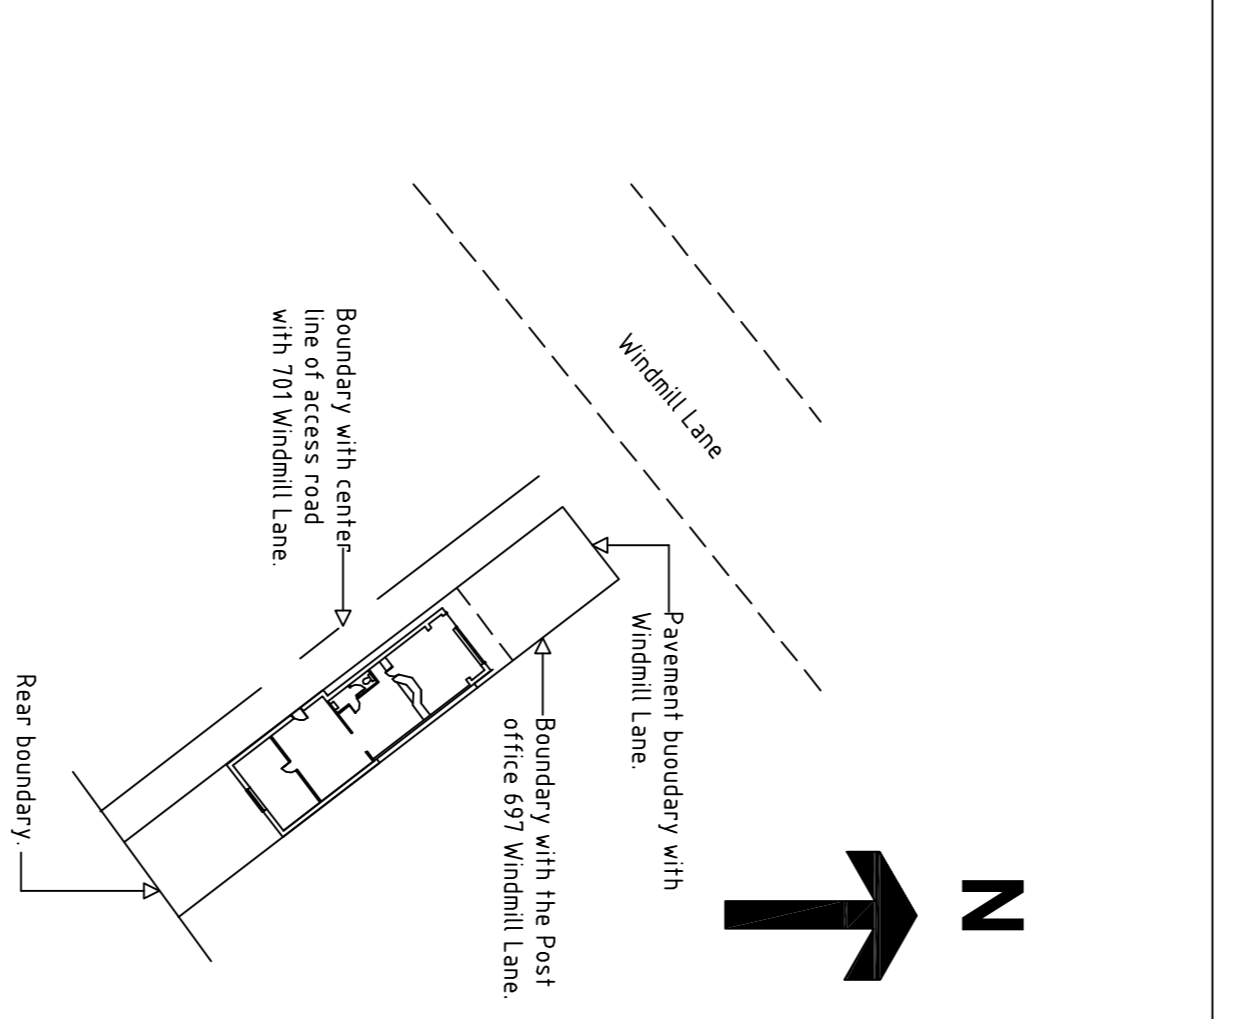 Windmill Lane
Pavement buoudary with
Windmill Lane.
Boundary with the Post
office 697 Windmill Lane.
Boundary with center
line of access road
with 701 Windmill Lane.
Rear boundary.
N